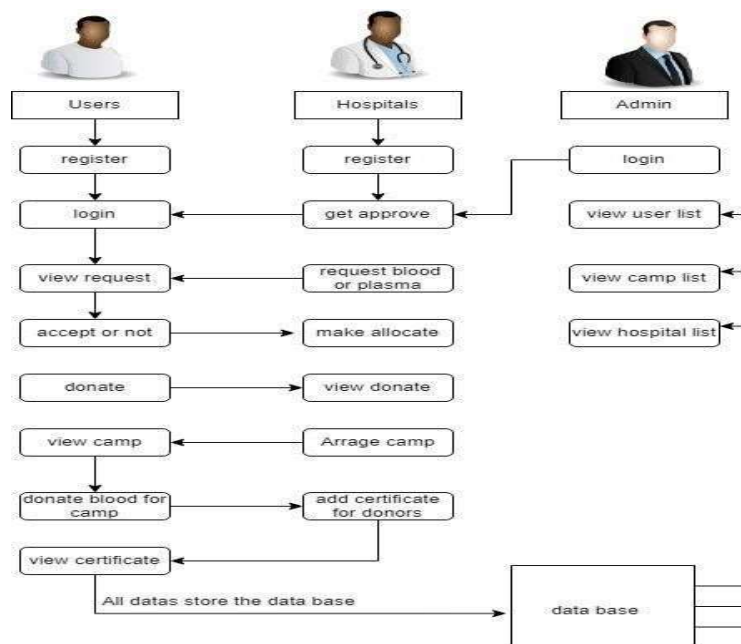 Users
Hospitals
Admin
register
register
login
login
get approve
view user list
view request
request blood
or plasma
view camp list
accept or not
make allocate
view hospital list
donate
view donate
view camp
Arrage camp
donate blood for
camp
add certificate
for donors
view certificate
All datas store the data base
data base